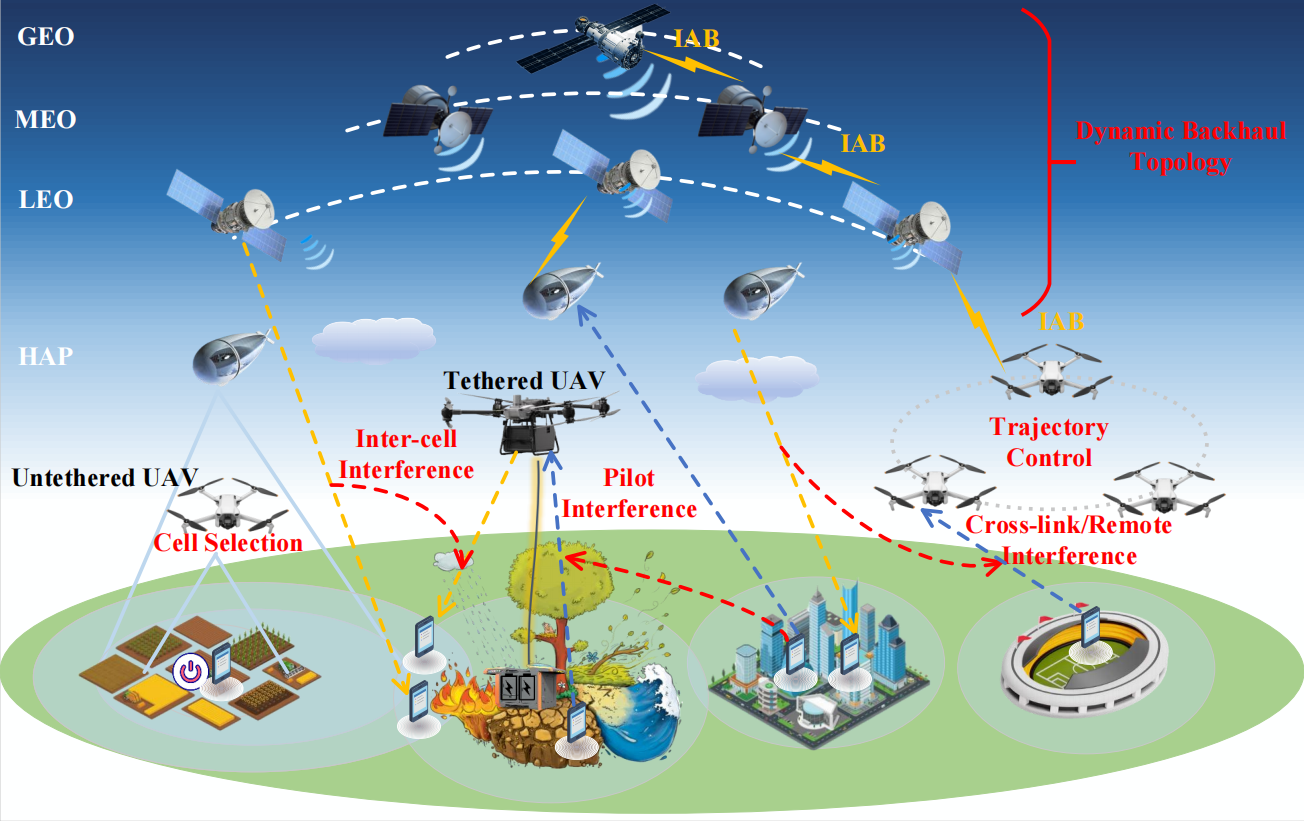 GEO
IAB
MEO
Dynamic Backhaul
Topology
IAB
LEO
IAB
HAP
Tethered UAV
Trajectory
Control
Inter-cell
Interference
Untethered UAV
Pilot
Interference
Cell Selection
Cross-link/Remote
Interference